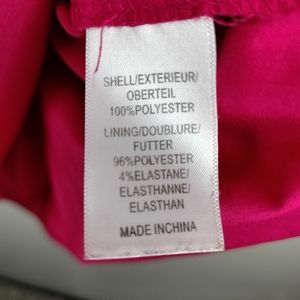 SHELL/EXTERIEUR/
OBERTEIL
100%POLYESTER
LINING/DOUBLURE/
FUTTER
96%POLYESTER
4%ELASTANE/
ELASTHANNE/
ELASTHAN
MADE INCHINA